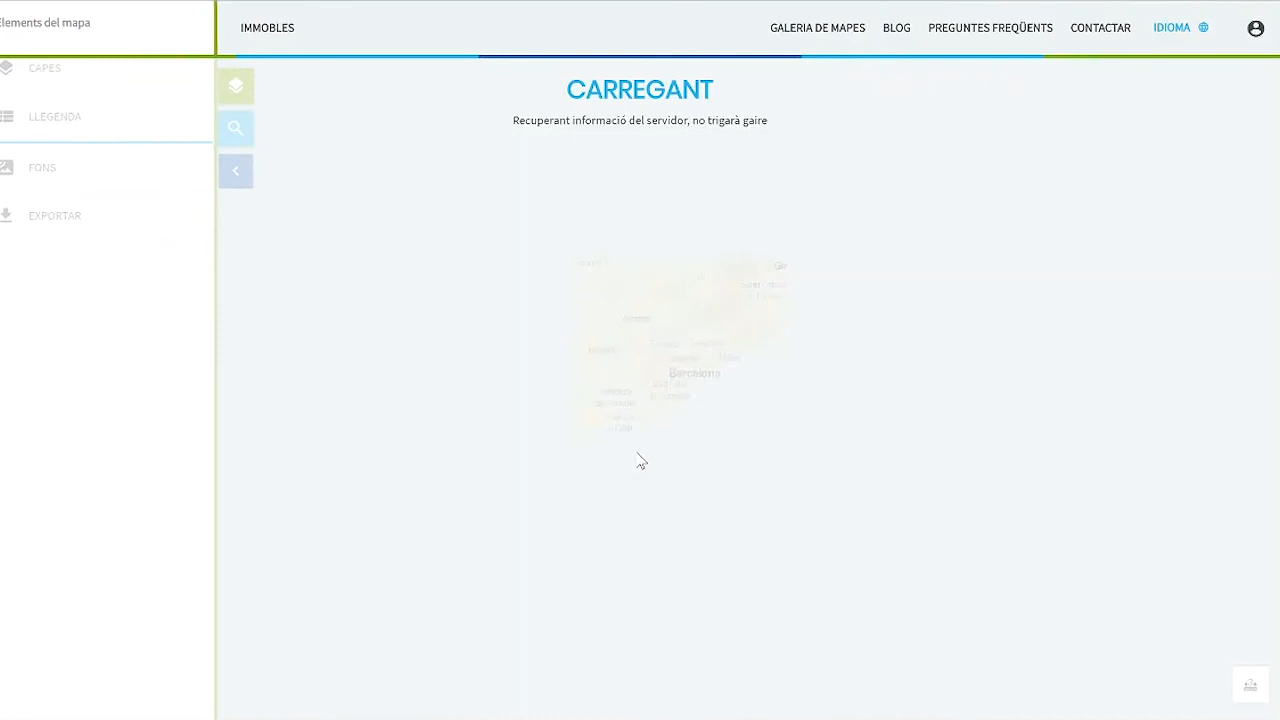 Elements del mapa
IMMOBLES
GALERIA DE MAPES
BLOG
PREGUNTES FREQÜENTS
CONTACTAR
IDIOMA
CAPES
LLEGENDA
FONS
EXPORTAR
CARREGANT
Recuperant informació del servidor, no trigarà gaire
Barcelona